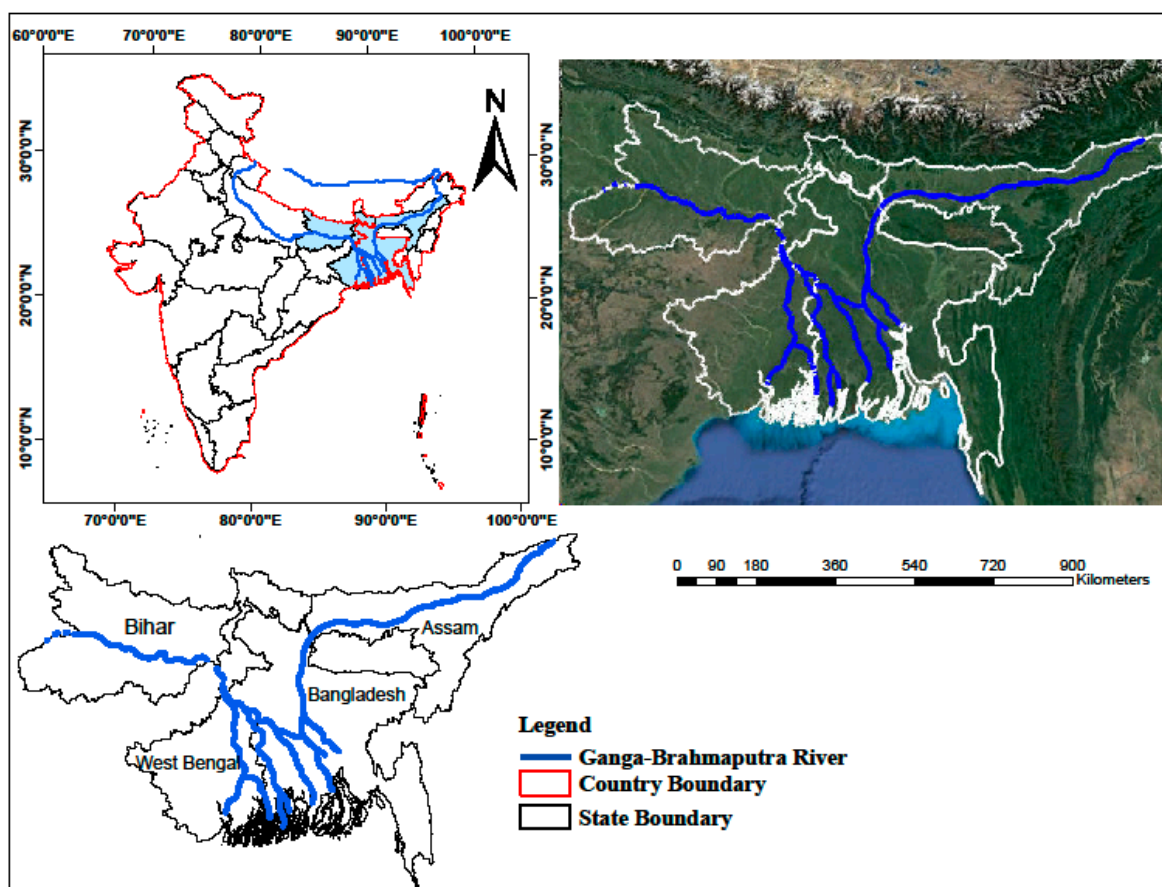 60°0'0"E 70°0'0"E 80°0'0"E 90°0'0"E 100°0'0"E
N
30°0'0"N
20°0'0"N
10°0'0"N
30°0'0"N
20°0'0"N
10°0'0"N
70°0'0"E 80°0'0"E 90°0'0"E 100°0'0"E
0 90 180 360 540 720 900
Kilometers
Bihar
Assam
Bangladesh
West Bengal
Legend
Ganga-Brahmaputra River
Country Boundary
State Boundary